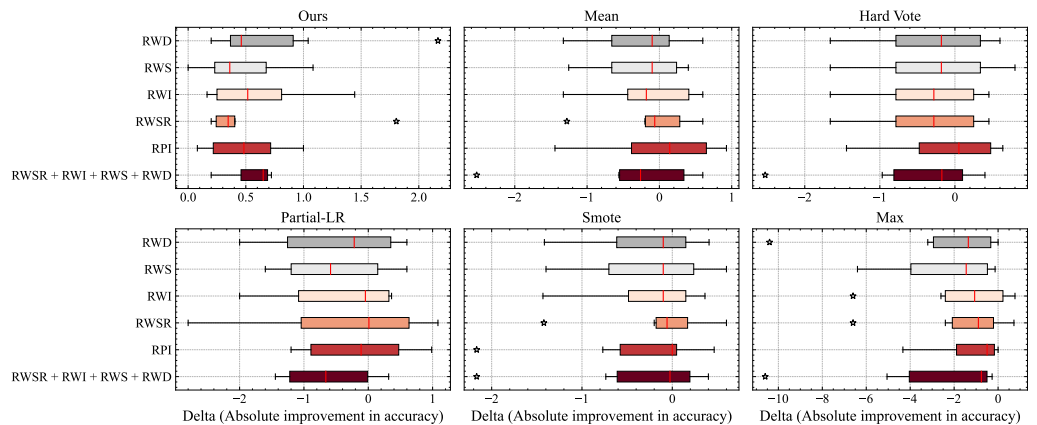 Ours Mean Hard Vote
RWD
RWS
RWI
RWSR
RPI
RWSR + RWI + RWS + RWD
0.0 0.5 1.0 1.5 2.0 −2 −1 0 −2 −1 0
Partial-LR Smote Max
RWD
RWS
RWI
RWSR
RPI
RWSR + RWI + RWS + RWD
−2 −1 0 1 −2 −1 0 −10 −8 −6 −4 −2 0
Delta (Absolute improvement in accuracy) Delta (Absolute improvement in accuracy) Delta (Absolute improvement in accuracy)